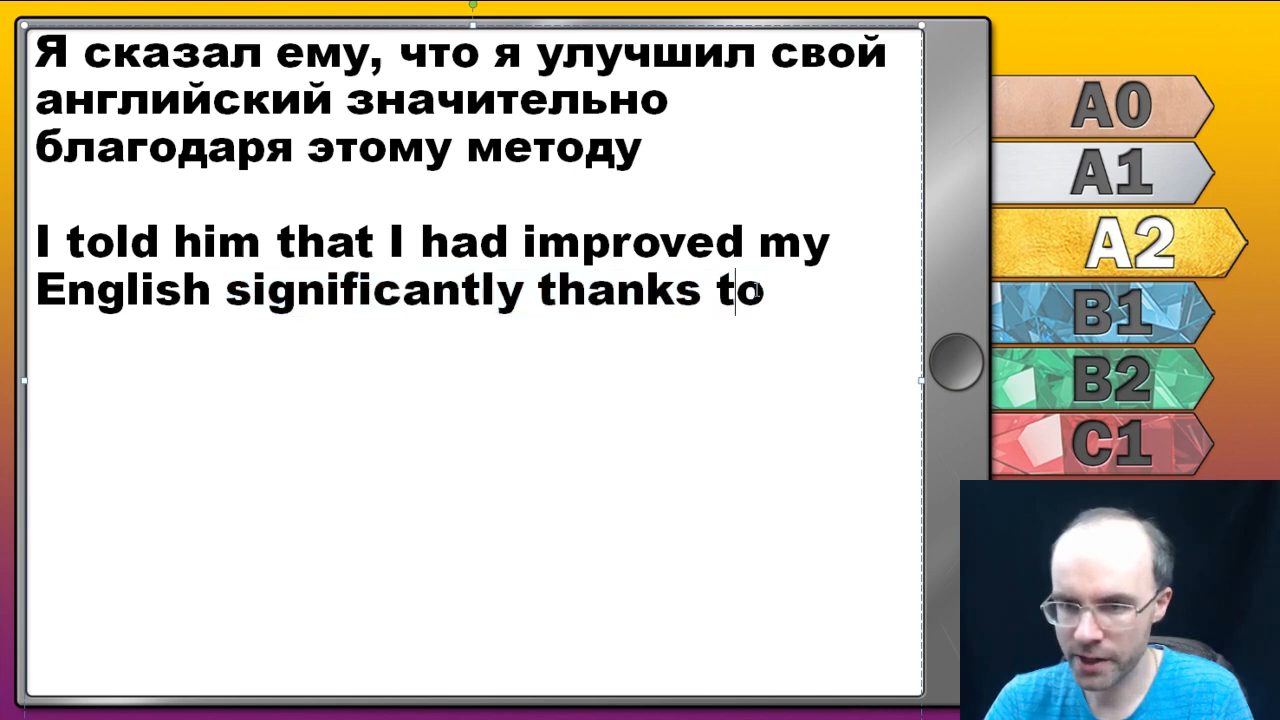 Я сказал ему, что я улучшил свой
английский значительно
благодаря этому методу
I told him that I had improved my
English significantly thanks to
A0
A1
A2
B1
B2
C1